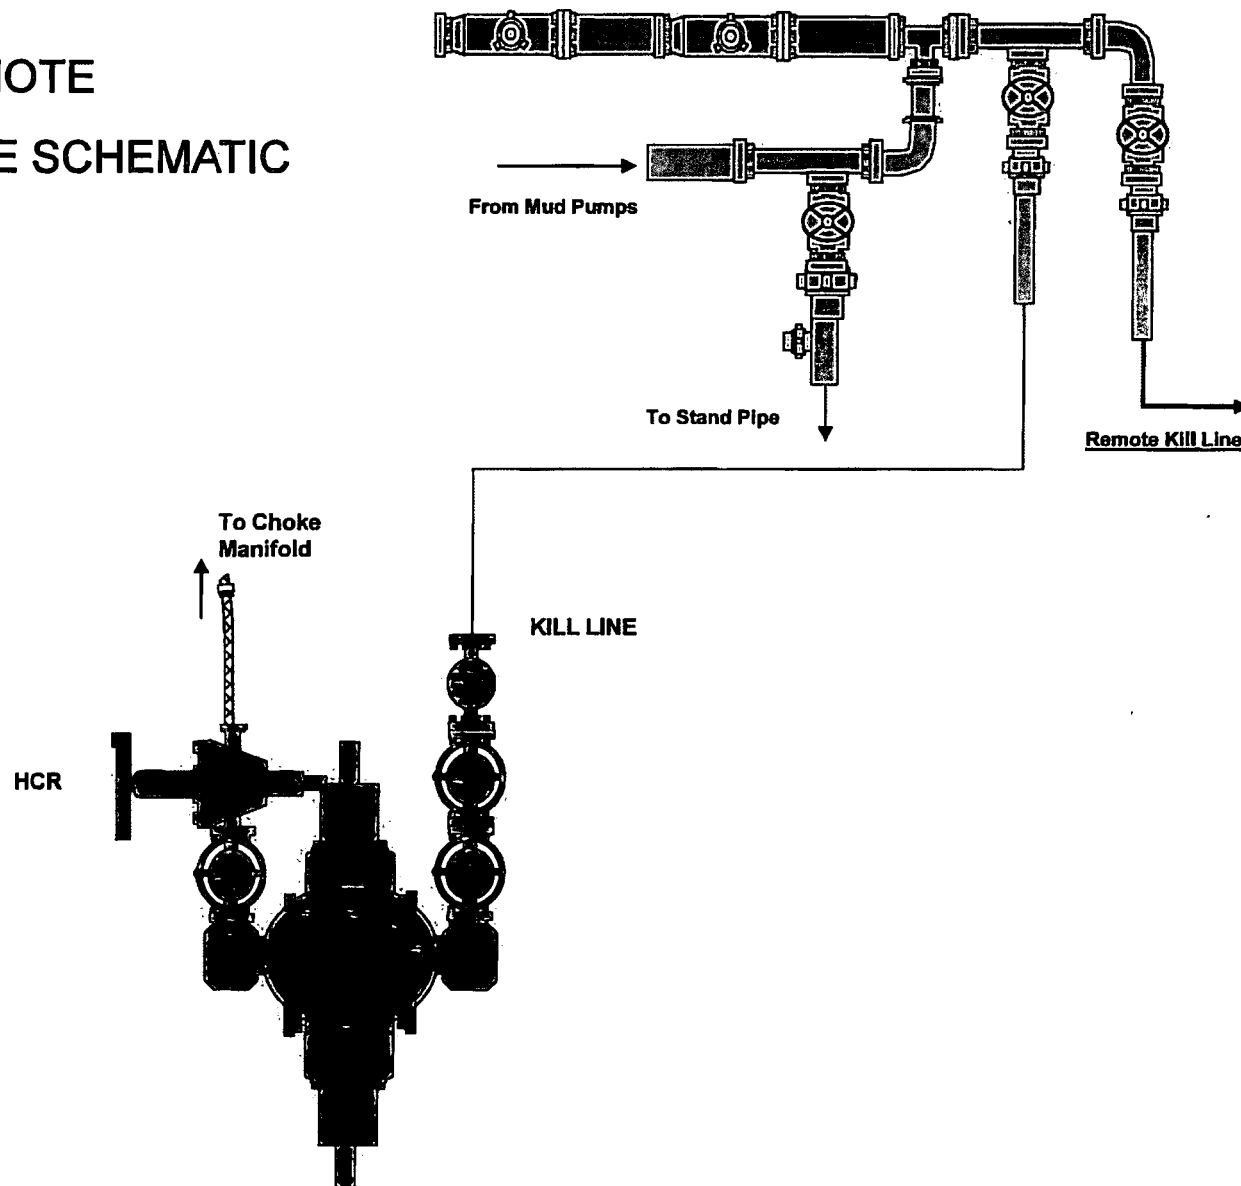 OTE
E SCHEMATIC
From Mud Pumps
To Stand Pipe
Remote Kill Line
To Choke
Manifold
KILL LINE
HCR